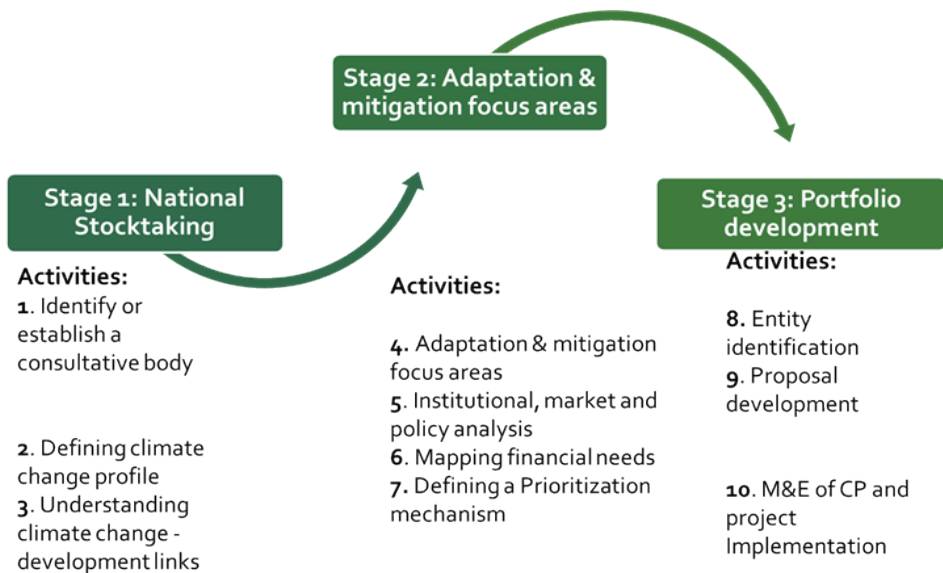 Stage 1: National
Stocktaking
Activities:
1. Identify or
establish a
consultative body
2. Defining climate
change profile
3. Understanding
climate change -
development links
Stage 2: Adaptation &
mitigation focus areas
Activities:
4. Adaptation & mitigation
focus areas
5. Institutional, market and
policy analysis
6. Mapping financial needs
7. Defining a Prioritization
mechanism
Stage 3: Portfolio
development
Activities:
8. Entity
identification
9. Proposal
development
10. M&E of CP and
project
Implementation